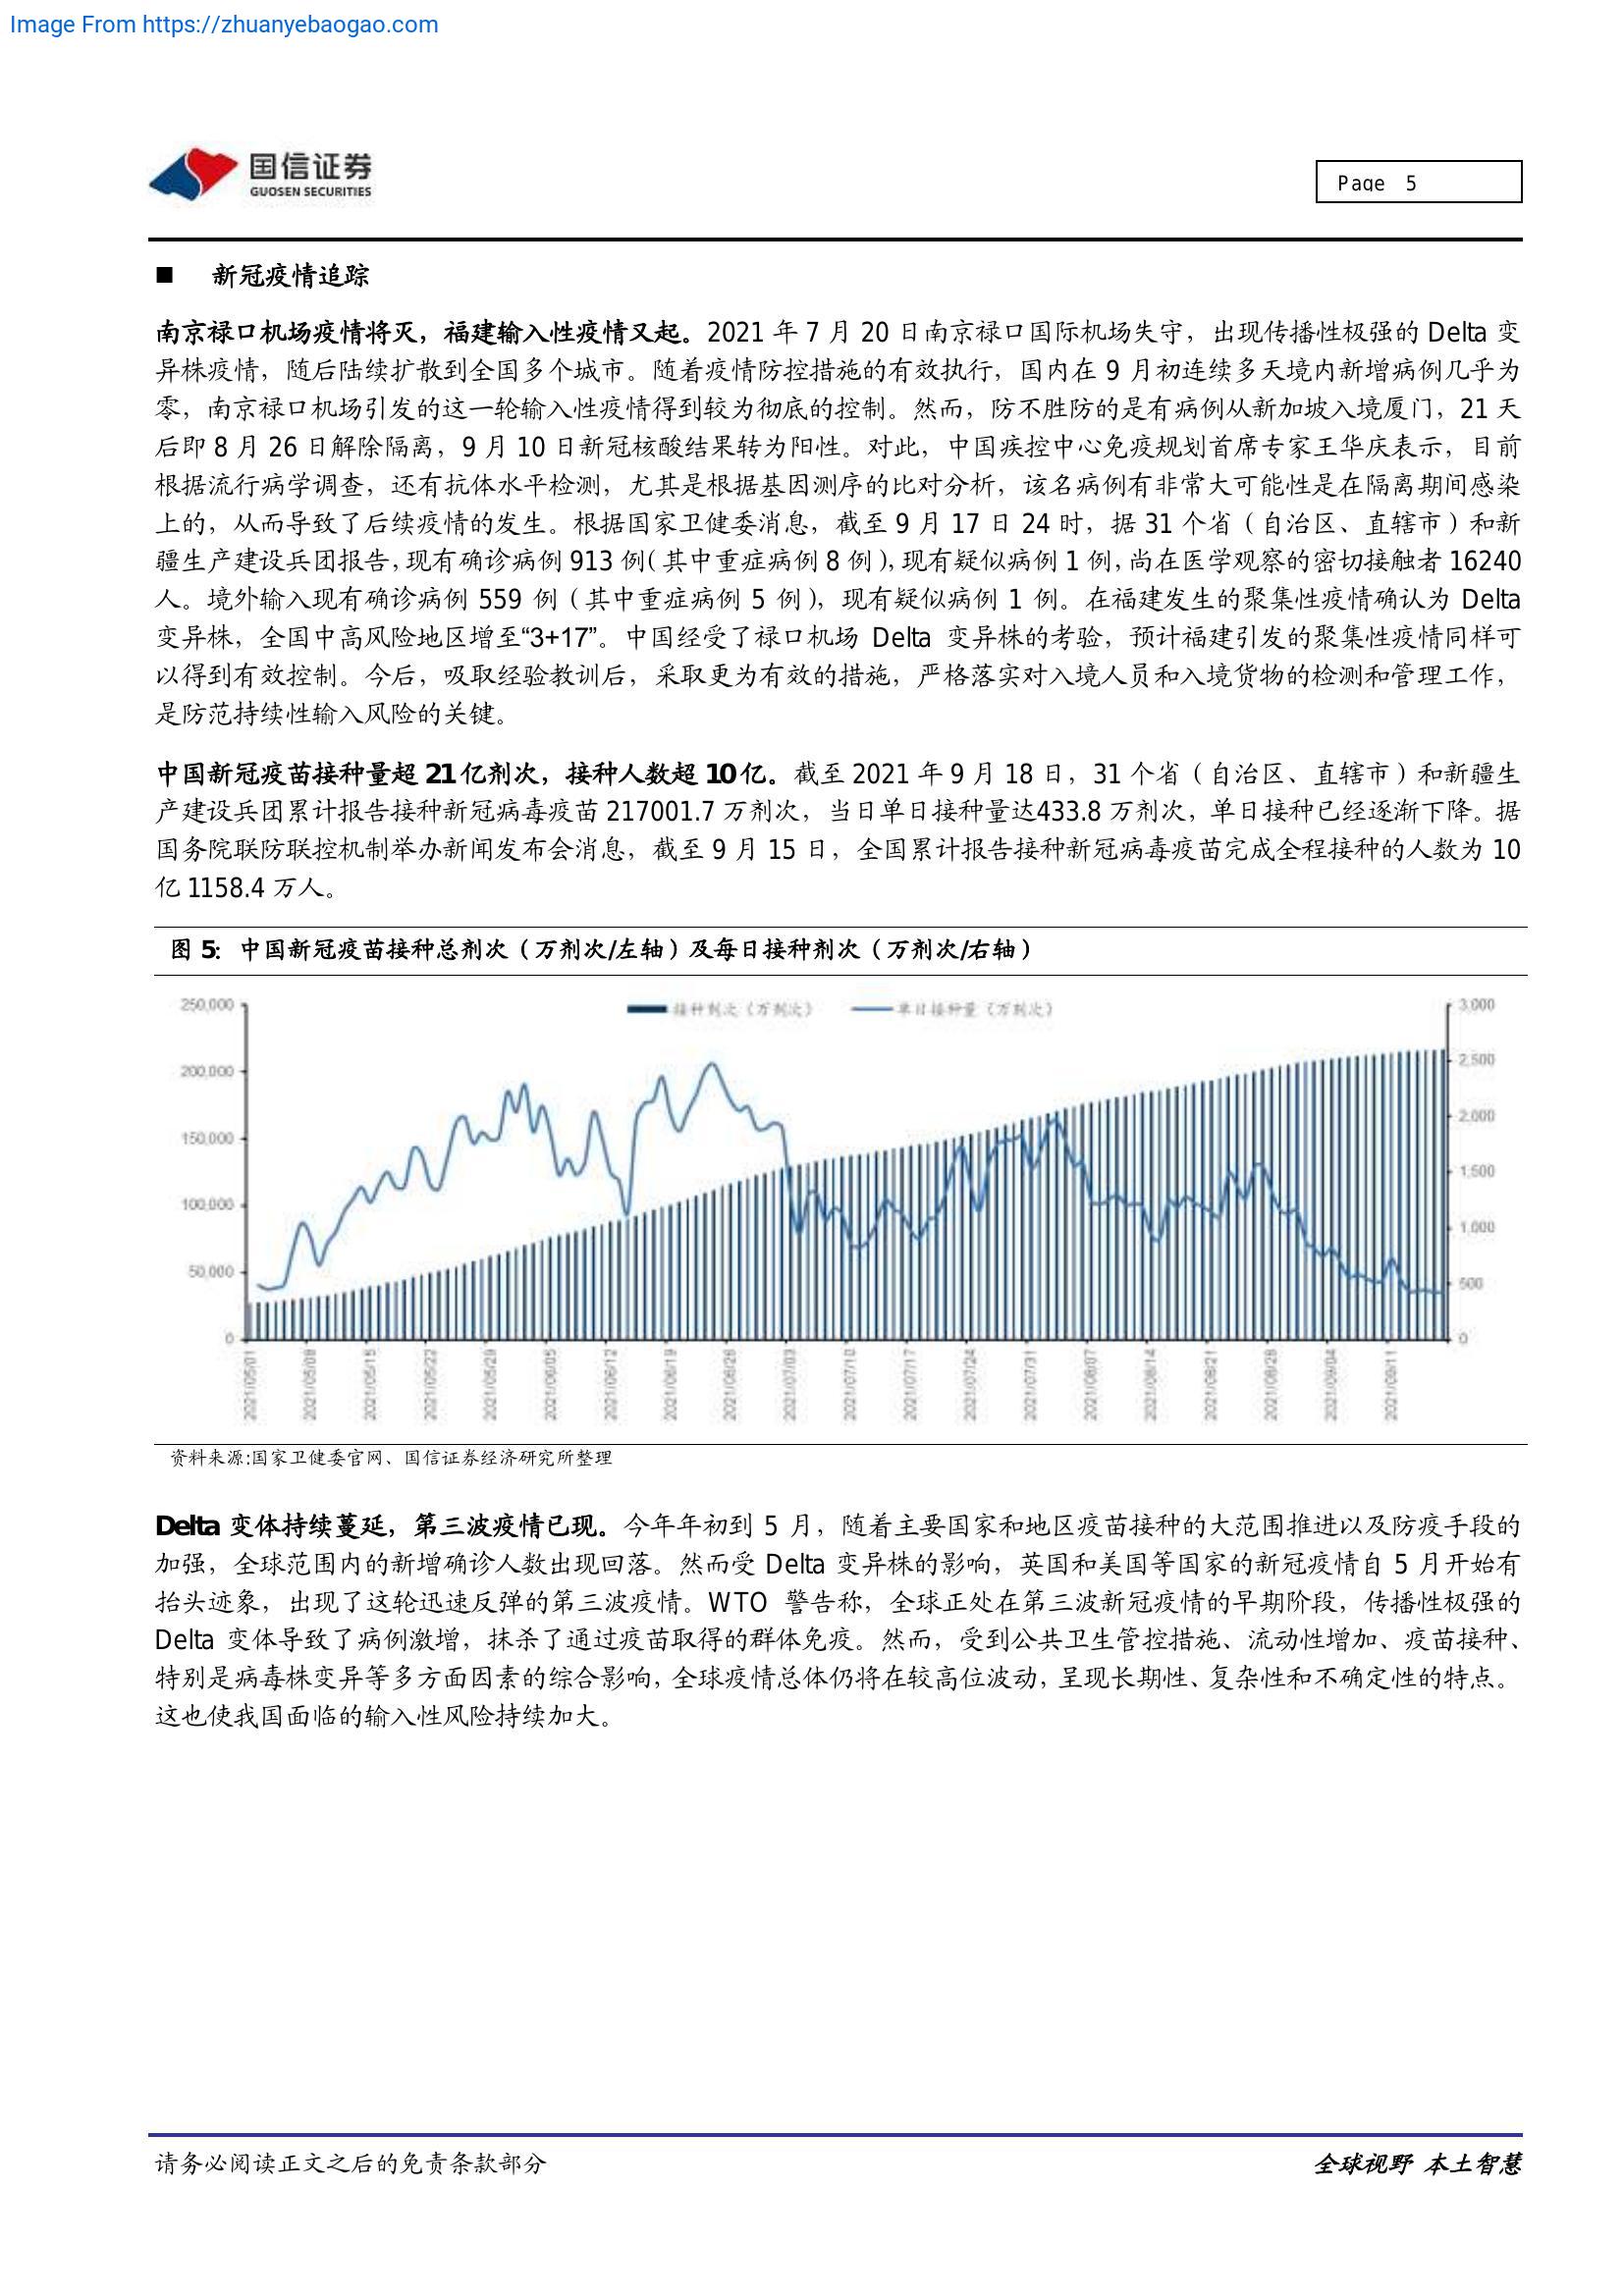 Image From https://zhuanyebaogao.com
国信证券
GUOSEN SECURITIES
Page 5
■ 新冠疫情追踪
南京禄口机场疫情将灭，福建输入性疫情又起。2021 年 7 月 20 日南京禄口国际机场失守，出现传播性极强的 Delta 变
异株疫情，随后陆续扩散到全国多个城市。随着疫情防控措施的有效执行，国内在 9 月初连续多天境内新增病例几乎为
零，南京禄口机场引发的这一轮输入性疫情得到较为彻底的控制。然而，防不胜防的是有病例从新加坡入境厦门，21 天
后即 8 月 26 日解除隔离，9 月 10 日新冠核酸结果转为阳性。对此，中国疾控中心免疫规划首席专家王华庆表示，目前
根据流行病学调查，还有抗体水平检测，尤其是根据基因测序的比对分析，该名病例有非常大可能性是在隔离期间感染
上的，从而导致了后续疫情的发生。根据国家卫健委消息，截至 9 月 17 日 24 时，据 31 个省（自治区、直辖市）和新
疆生产建设兵团报告，现有确诊病例 913 例（其中重症病例 8 例），现有疑似病例 1 例，尚在医学观察的密切接触者 16240
人。境外输入现有确诊病例 559 例（其中重症病例 5 例），现有疑似病例 1 例。在福建发生的聚集性疫情确认为 Delta
变异株，全国中高风险地区增至“3+17”。中国经受了禄口机场 Delta 变异株的考验，预计福建引发的聚集性疫情同样可
以得到有效控制。今后，吸取经验教训后，采取更为有效的措施，严格落实对入境人员和入境货物的检测和管理工作，
是防范持续性输入风险的关键。
中国新冠疫苗接种量超 21 亿剂次，接种人数超 10 亿。截至 2021 年 9 月 18 日，31 个省（自治区、直辖市）和新疆生
产建设兵团累计报告接种新冠病毒疫苗 217001.7 万剂次，当日单日接种量达433.8 万剂次，单日接种已经逐渐下降。据
国务院联防联控机制举办新闻发布会消息，截至 9 月 15 日，全国累计报告接种新冠病毒疫苗完成全程接种的人数为 10
亿 1158.4 万人。
图 5：中国新冠疫苗接种总剂次（万剂次/左轴）及每日接种剂次（万剂次/右轴）
接种剂次（万剂次） 单日接种量（万剂次）
250,000
200,000
150,000
100,000
50,000
0
3,000
2,500
2,000
1,500
1,000
500
0
2021/05/01
2021/05/08
2021/05/15
2021/05/22
2021/05/29
2021/06/05
2021/06/12
2021/06/19
2021/06/26
2021/07/03
2021/07/10
2021/07/17
2021/07/24
2021/07/31
2021/08/07
2021/08/14
2021/08/21
2021/08/28
2021/09/04
2021/09/11
资料来源:国家卫健委官网、国信证券经济研究所整理
Delta 变体持续蔓延，第三波疫情已现。今年年初到 5 月，随着主要国家和地区疫苗接种的大范围推进以及防疫手段的
加强，全球范围内的新增确诊人数出现回落。然而受 Delta 变异株的影响，英国和美国等国家的新冠疫情自 5 月开始有
抬头迹象，出现了这轮迅速反弹的第三波疫情。WTO 警告称，全球正处在第三波新冠疫情的早期阶段，传播性极强的
Delta 变体导致了病例激增，抹杀了通过疫苗取得的群体免疫。然而，受到公共卫生管控措施、流动性增加、疫苗接种、
特别是病毒株变异等多方面因素的综合影响，全球疫情总体仍将在较高位波动，呈现长期性、复杂性和不确定性的特点。
这也使我国面临的输入性风险持续加大。
请务必阅读正文之后的免责条款部分
全球视野 本土智慧